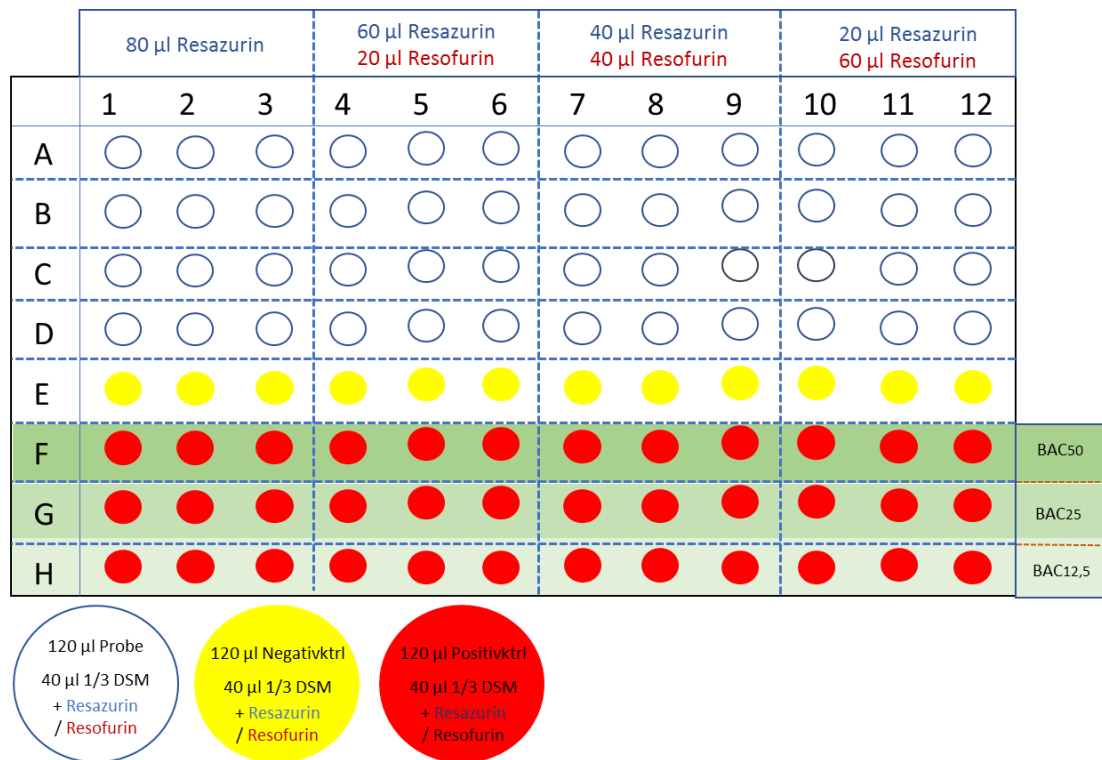 80 µl Resazurin
60 µl Resazurin
20 µl Resofurin
40 µl Resazurin
40 µl Resofurin
20 µl Resazurin
60 µl Resofurin
1 2 3 4 5 6 7 8 9 10 11 12
A
B
C
D
E
F
BAC50
G
BAC25
H
BAC12,5
120 µl Probe
40 µl 1/3 DSM
+ Resazurin
/ Resofurin
120 µl Negativktrl
40 µl 1/3 DSM
+ Resazurin
/ Resofurin
120 µl Positivktrl
40 µl 1/3 DSM
+ Resazurin
/ Resofurin